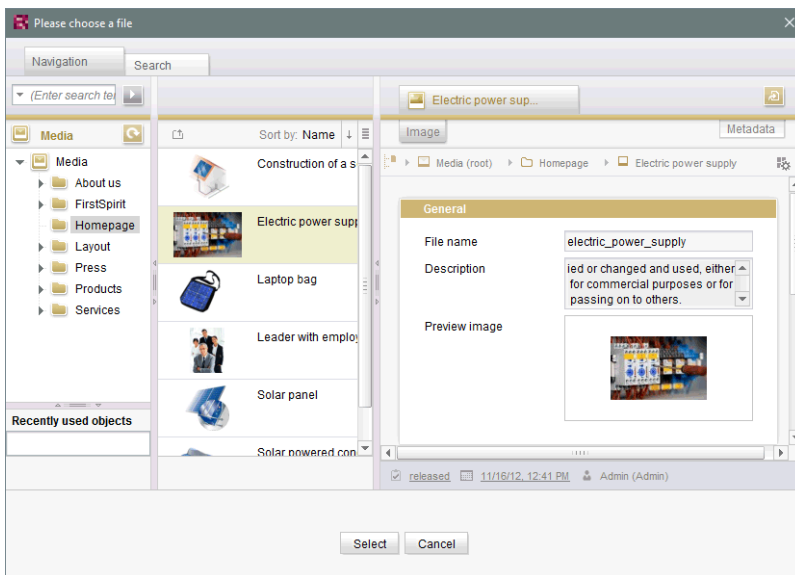 Please choose a file
Navigation
Search
(Enter search te
Media
Media
About us
FirstSpirit
Homepage
Layout
Press
Products
Services
Recently used objects
Sort by: Name
Construction of a s
Electric power supp
Laptop bag
Leader with employ
Solar panel
Solar powered con
Electric power sup...
Image
Metadata
Media (root)
Homepage
Electric power supply
General
File name
electric_power_supply
Description
ied or changed and used, either
for commercial purposes or for
passing on to others.
Preview image
released
11/16/12, 12:41 PM
Admin (Admin)
Select
Cancel